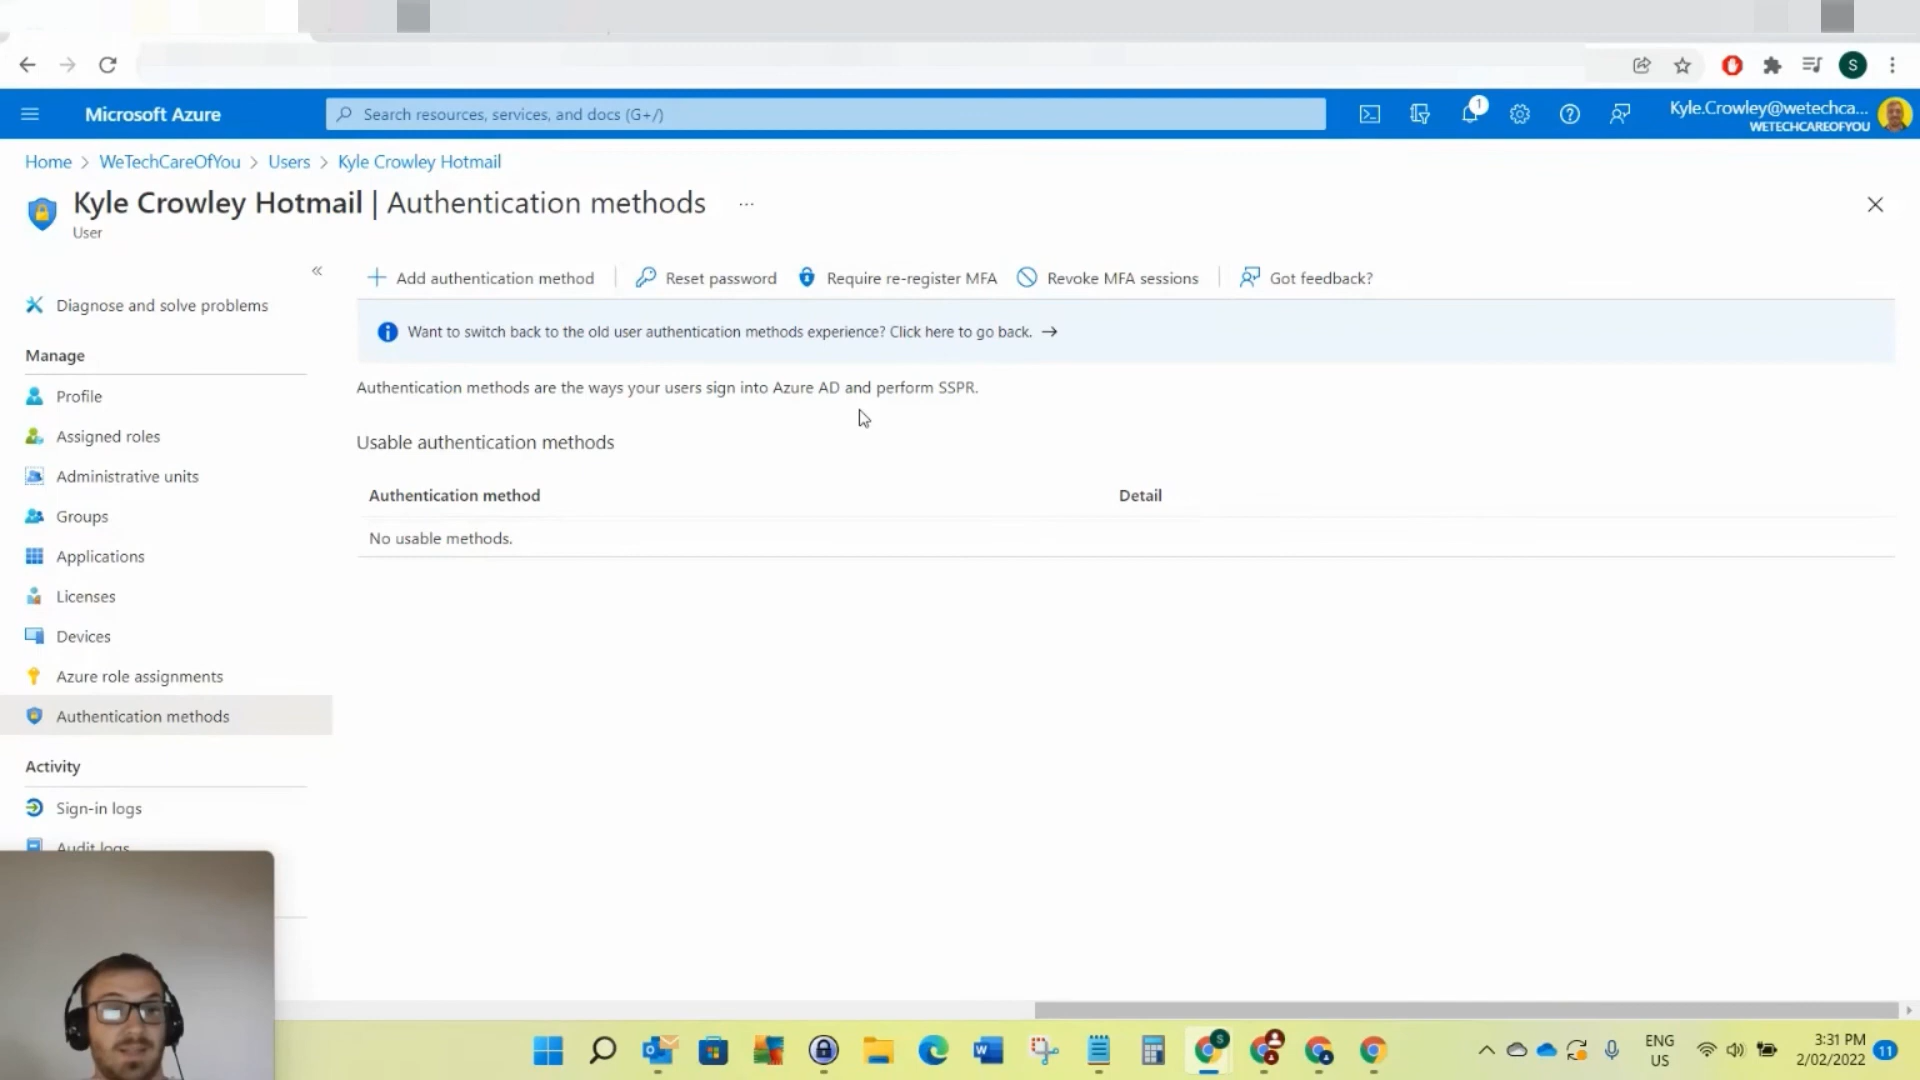 S
Microsoft Azure
Search resources, services, and docs (G+/)
1
Kyle.Crowley@wetechca...
WETECHCAREOFYOU
Home > WeTechCareOfYou > Users > Kyle Crowley Hotmail
Kyle Crowley Hotmail | Authentication methods ...
User
«
Add authentication method
Reset password
Require re-register MFA
Revoke MFA sessions
Got feedback?
Diagnose and solve problems
Want to switch back to the old user authentication methods experience? Click here to go back. →
Manage
Authentication methods are the ways your users sign into Azure AD and perform SSPR.
Profile
Assigned roles
Usable authentication methods
Administrative units
Authentication method
Detail
Groups
No usable methods.
Applications
Licenses
Devices
Azure role assignments
Authentication methods
Activity
Sign-in logs
Audit logs
S
ENG
US
3:31 PM
2/02/2022
11